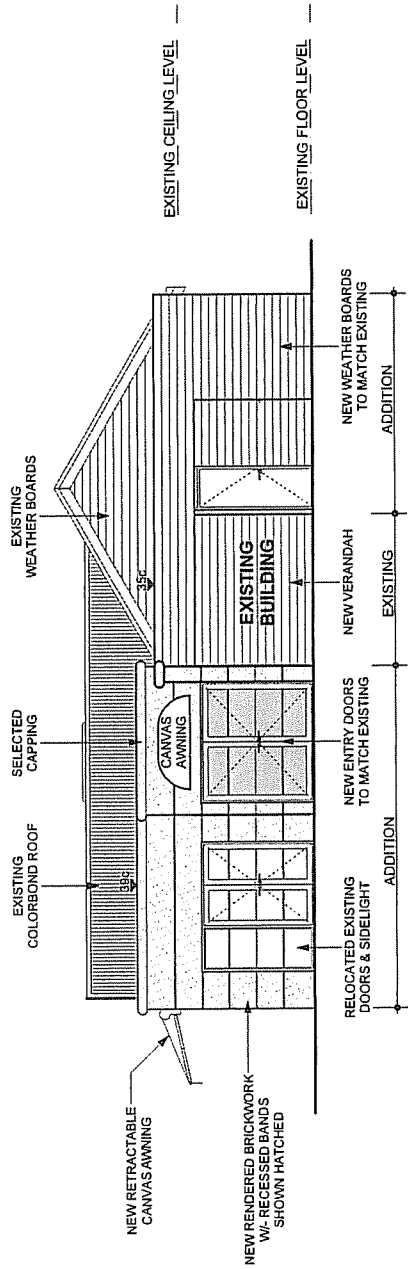 EXISTING
WEATHER BOARDS
SELECTED
CAPPING
EXISTING
COLORBOND ROOF
NEW RETRACTABLE
CANVAS AWNING
EXISTING CEILING LEVEL
39c
35c
CANVAS
AWNING
EXISTING
BUILDING
EXISTING FLOOR LEVEL
NEW RENDERED BRICKWORK
W/- RECESSED BANDS
SHOWN HATCHED
RELOCATED EXISTING
DOORS & SIDELIGHT
NEW ENTRY DOORS
TO MATCH EXISTING
NEW VERANDAH
NEW WEATHER BOARDS
TO MATCH EXISTING
ADDITION
EXISTING
ADDITION